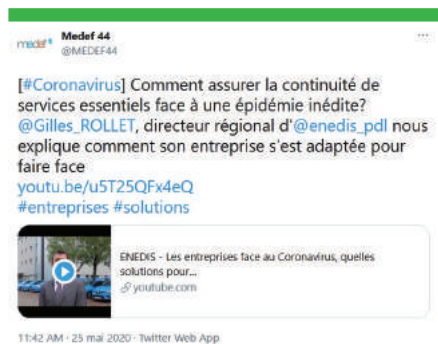 medef
Medef 44
@MEDEF44
[#Coronavirus] Comment assurer la continuité de
services essentiels face à une épidémie inédite?
@Gilles_ROLLET, directeur régional d'@enedis_pdl nous
explique comment son entreprise s'est adaptée pour
faire face
youtu.be/u5T25QFx4eQ
#entreprises #solutions
ENEDIS - Les entreprises face au Coronavirus, quelles
solutions pour...
youtube.com
11:42 AM · 25 mai 2020 · Twitter Web App